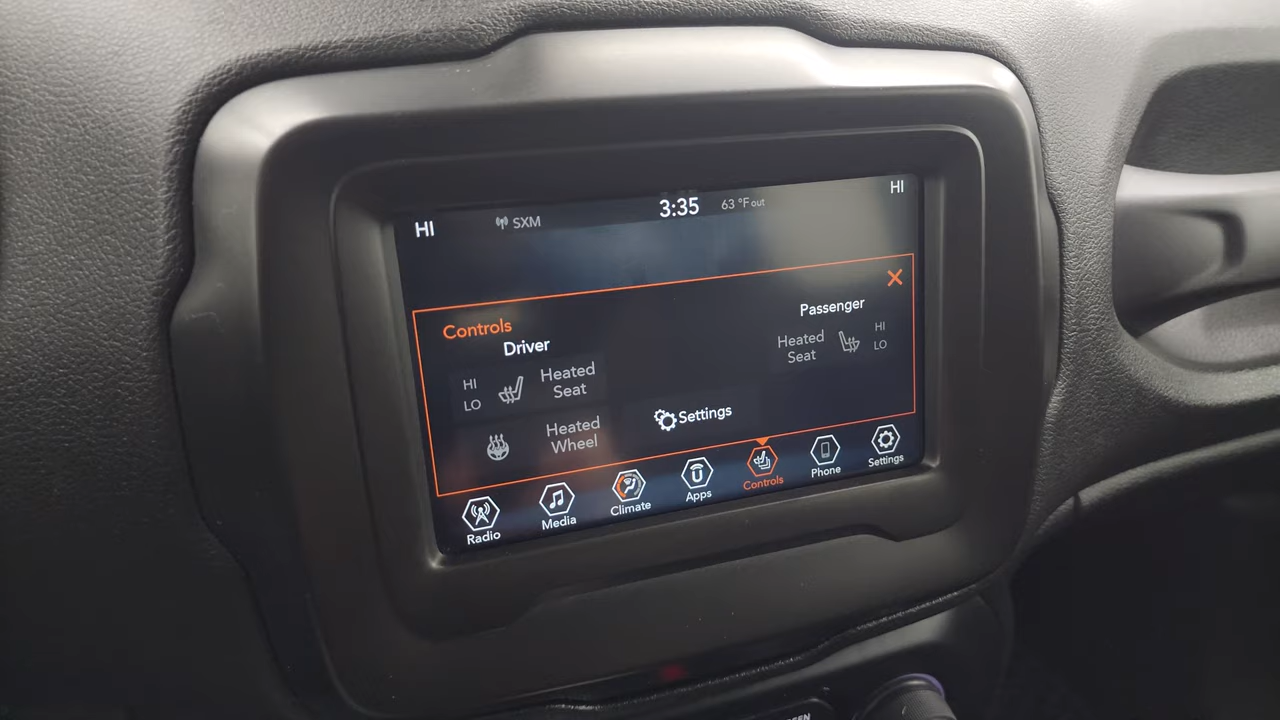 HI
SXM
3:35
63 °F out
HI
Controls
Driver
Passenger
HI
LO
Heated
Seat
Heated
Seat
HI
LO
Heated
Wheel
Settings
Radio
Media
Climate
Apps
Controls
Phone
Settings